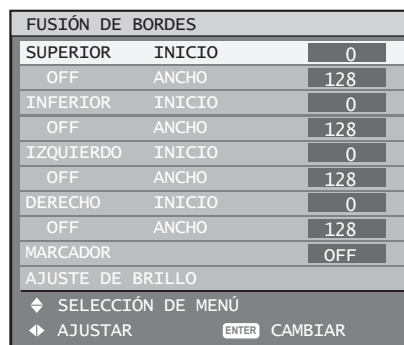 FUSIÓN DE BORDES
SUPERIOR INICIO 0
OFF ANCHO 128
INFERIOR INICIO 0
OFF ANCHO 128
IZQUIERDO INICIO 0
OFF ANCHO 128
DERECHO INICIO 0
OFF ANCHO 128
MARCADOR OFF
AJUSTE DE BRILLO
SELECCIÓN DE MENÚ
AJUSTAR ENTER CAMBIAR